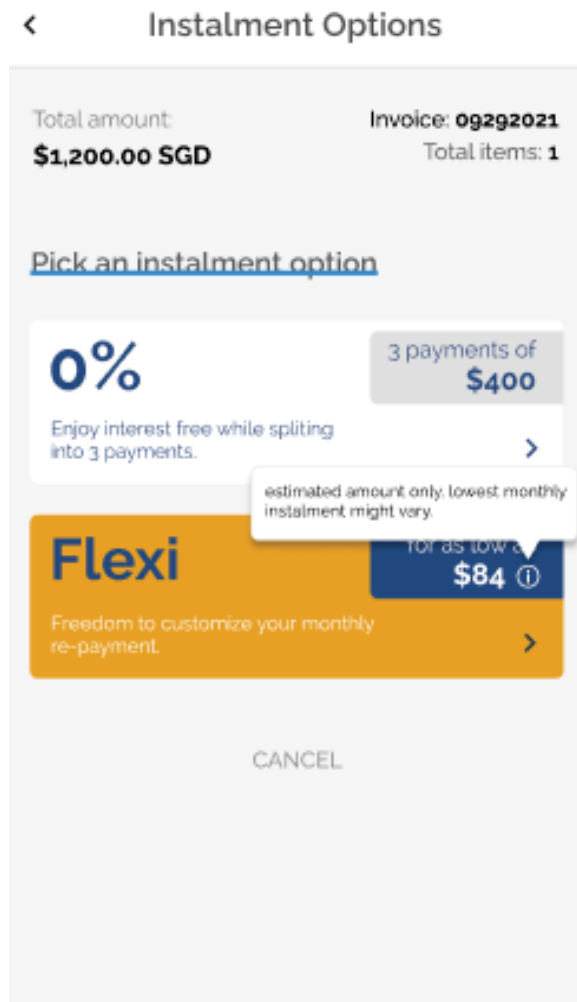 Instalment Options
Total amount:
$1,200.00 SGD
Invoice: 09292021
Total items: 1
Pick an instalment option
0%
3 payments of
$400
Enjoy interest free while spliting
into 3 payments.
estimated amount only. lowest monthly
instalment might vary.
Flexi
for as low
$84
Freedom to customize your monthly
re-payment.
CANCEL